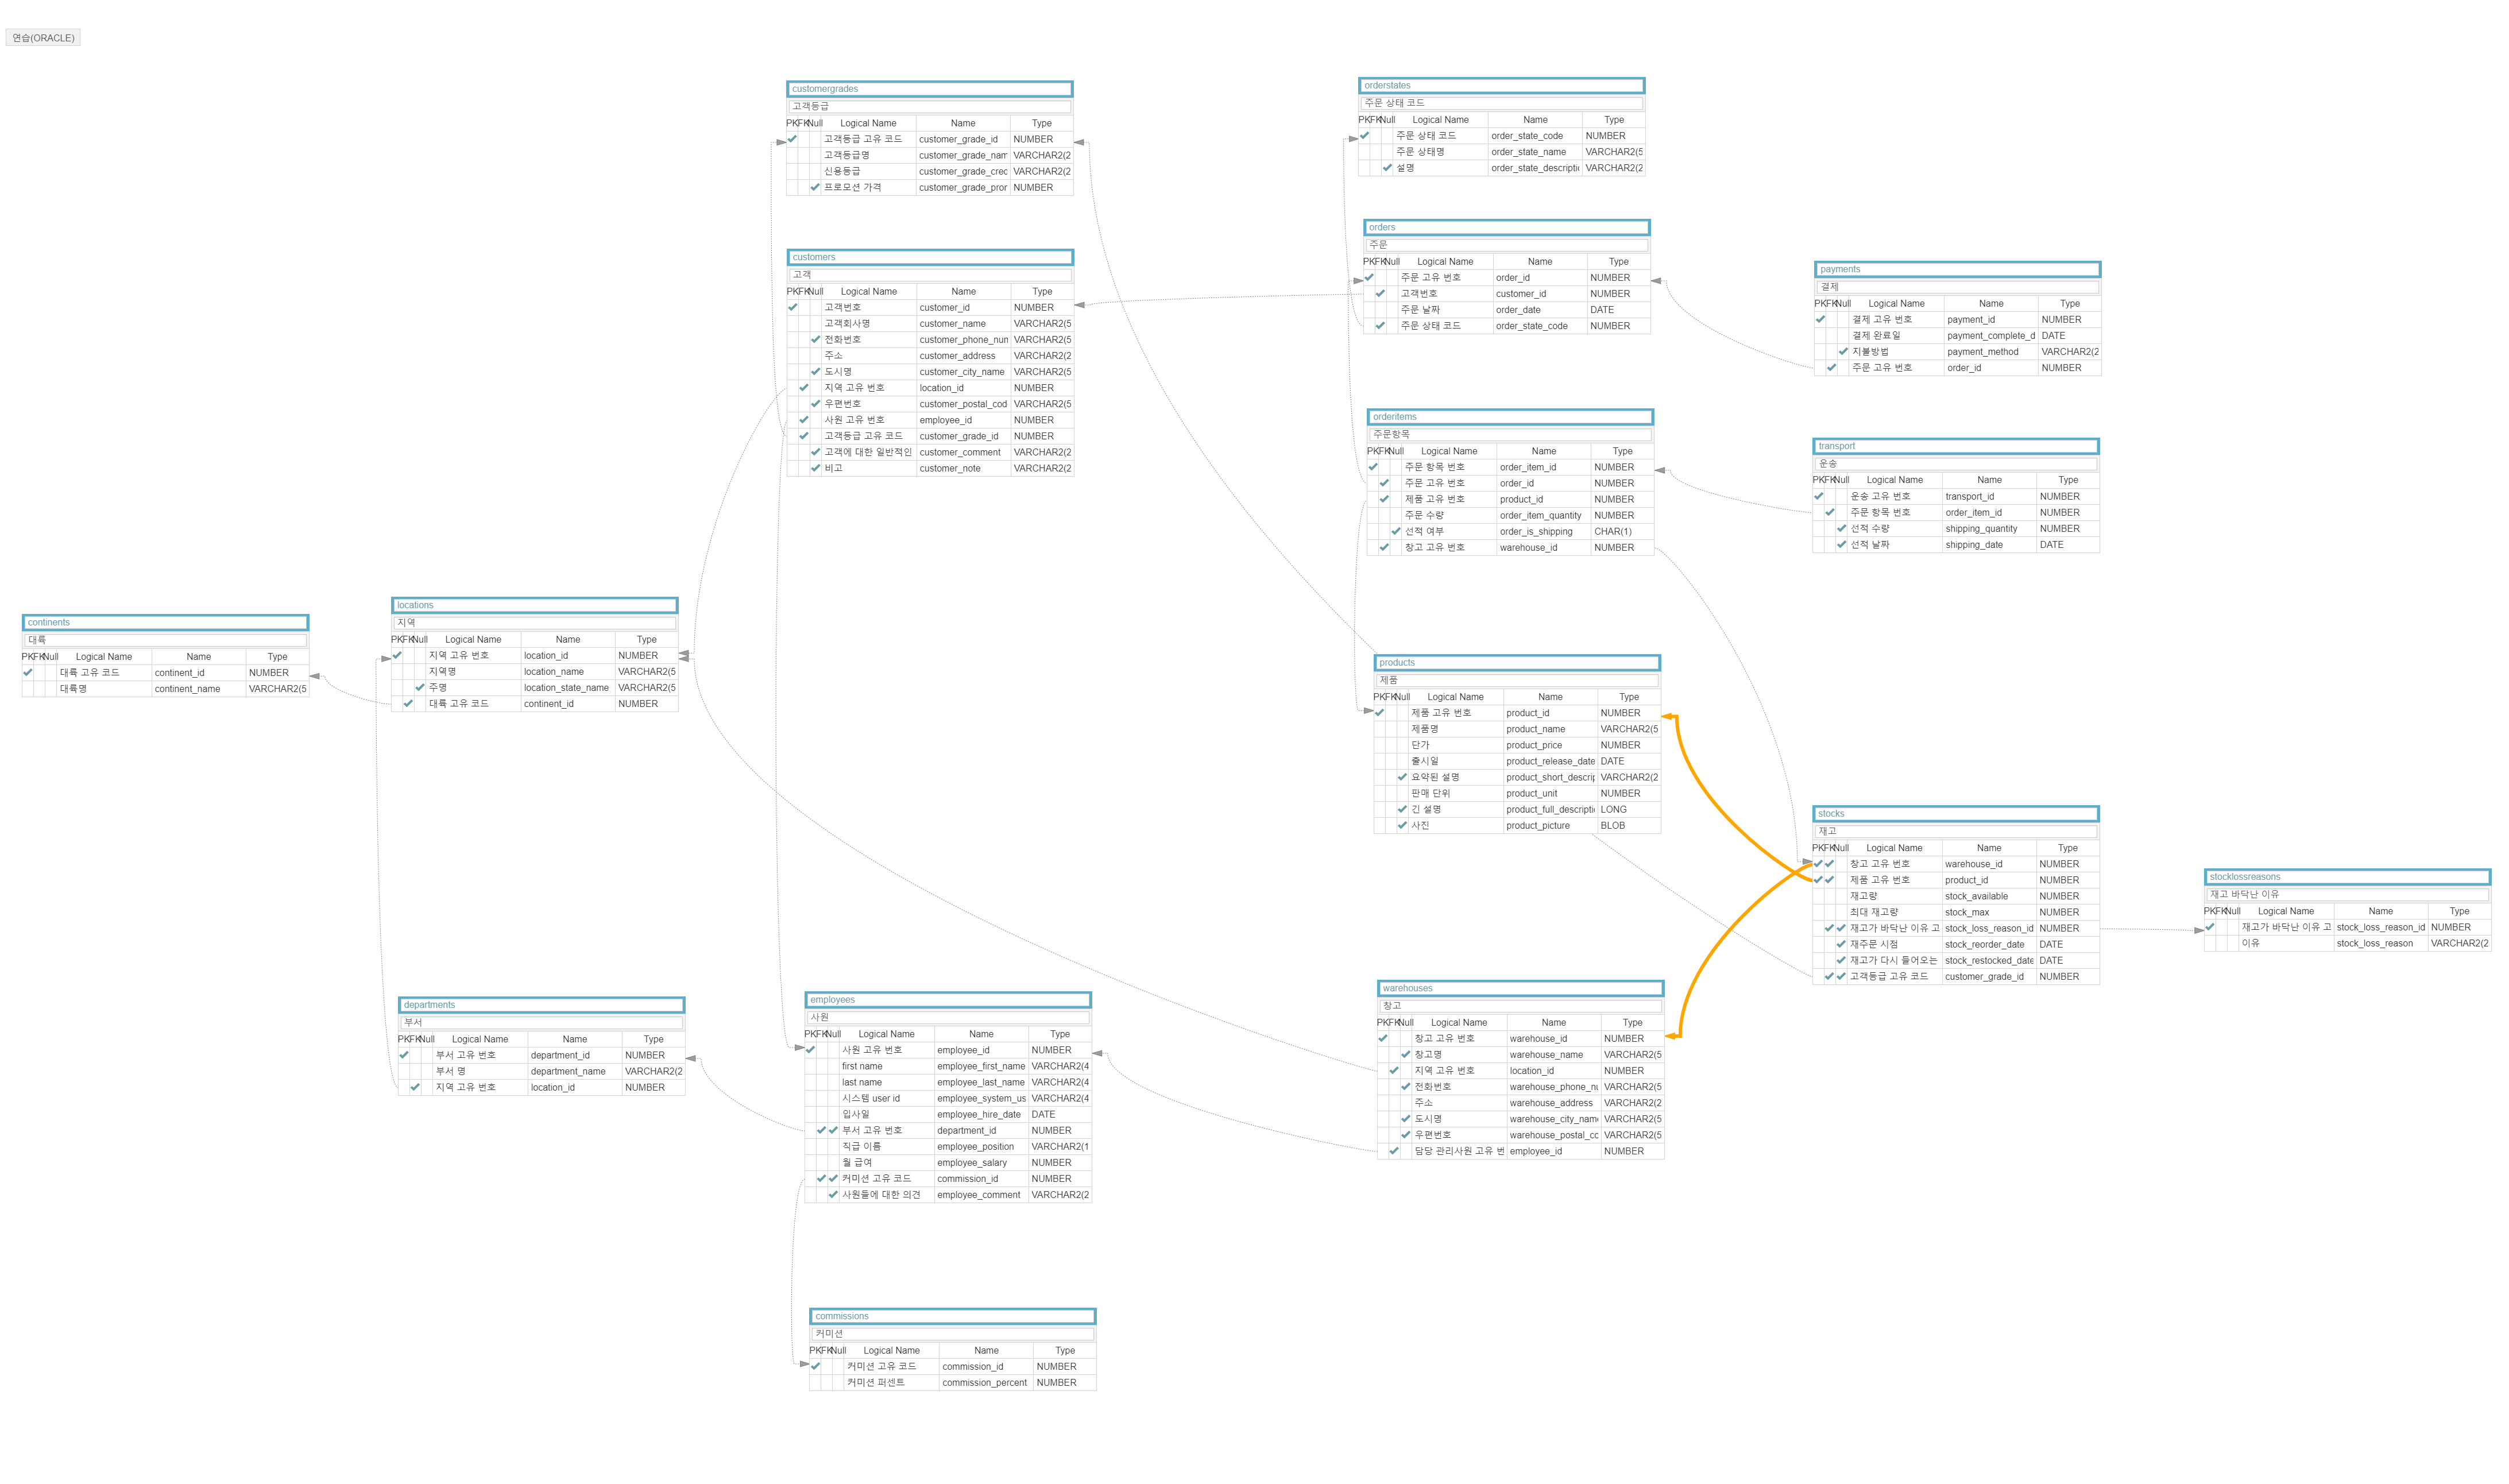 연습(ORACLE)
customergrades
고객등급
PK FK Null Logical Name Name Type
고객등급 고유 코드 customer_grade_id NUMBER
고객등급명 customer_grade_nam VARCHAR2(2
신용등급 customer_grade_crec VARCHAR2(2
프로모션 가격 customer_grade_pror NUMBER
customers
고객
PK FK Null Logical Name Name Type
고객번호 customer_id NUMBER
고객회사명 customer_name VARCHAR2(5
전화번호 customer_phone_nun VARCHAR2(5
주소 customer_address VARCHAR2(2
도시명 customer_city_name VARCHAR2(5
지역 고유 번호 location_id NUMBER
우편번호 customer_postal_cod VARCHAR2(5
사원 고유 번호 employee_id NUMBER
고객등급 고유 코드 customer_grade_id NUMBER
고객에 대한 일반적인 customer_comment VARCHAR2(2
비고 customer_note VARCHAR2(2
orderstates
주문 상태 코드
PK FK Null Logical Name Name Type
주문 상태 코드 order_state_code NUMBER
주문 상태명 order_state_name VARCHAR2(5
설명 order_state_descripti VARCHAR2(2
orders
주문
PK FK Null Logical Name Name Type
주문 고유 번호 order_id NUMBER
고객번호 customer_id NUMBER
주문 날짜 order_date DATE
주문 상태 코드 order_state_code NUMBER
payments
결제
PK FK Null Logical Name Name Type
결제 고유 번호 payment_id NUMBER
결제 완료일 payment_complete_d DATE
지불방법 payment_method VARCHAR2(2
주문 고유 번호 order_id NUMBER
orderitems
주문항목
PK FK Null Logical Name Name Type
주문 항목 번호 order_item_id NUMBER
주문 고유 번호 order_id NUMBER
제품 고유 번호 product_id NUMBER
주문 수량 order_item_quantity NUMBER
선적 여부 order_is_shipping CHAR(1)
창고 고유 번호 warehouse_id NUMBER
transport
운송
PK FK Null Logical Name Name Type
운송 고유 번호 transport_id NUMBER
주문 항목 번호 order_item_id NUMBER
선적 수량 shipping_quantity NUMBER
선적 날짜 shipping_date DATE
continents
대륙
PK FK Null Logical Name Name Type
대륙 고유 코드 continent_id NUMBER
대륙명 continent_name VARCHAR2(5
locations
지역
PK FK Null Logical Name Name Type
지역 고유 번호 location_id NUMBER
지역명 location_name VARCHAR2(5
주명 location_state_name VARCHAR2(5
대륙 고유 코드 continent_id NUMBER
products
제품
PK FK Null Logical Name Name Type
제품 고유 번호 product_id NUMBER
제품명 product_name VARCHAR2(5
단가 product_price NUMBER
출시일 product_release_date DATE
요약된 설명 product_short_descrip VARCHAR2(2
판매 단위 product_unit NUMBER
긴 설명 product_full_descripti LONG
사진 product_picture BLOB
stocks
재고
PK FK Null Logical Name Name Type
창고 고유 번호 warehouse_id NUMBER
제품 고유 번호 product_id NUMBER
재고량 stock_available NUMBER
최대 재고량 stock_max NUMBER
재고가 바닥난 이유 고 stock_loss_reason_id NUMBER
재주문 시점 stock_reorder_date DATE
재고가 다시 들어오는 stock_restocked_date DATE
고객등급 고유 코드 customer_grade_id NUMBER
stocklossreasons
재고 바닥난 이유
PK FK Null Logical Name Name Type
재고가 바닥난 이유 고 stock_loss_reason_id NUMBER
이유 stock_loss_reason VARCHAR2(2
departments
부서
PK FK Null Logical Name Name Type
부서 고유 번호 department_id NUMBER
부서 명 department_name VARCHAR2(2
지역 고유 번호 location_id NUMBER
employees
사원
PK FK Null Logical Name Name Type
사원 고유 번호 employee_id NUMBER
first name employee_first_name VARCHAR2(4
last name employee_last_name VARCHAR2(4
시스템 user id employee_system_us VARCHAR2(4
입사일 employee_hire_date DATE
부서 고유 번호 department_id NUMBER
직급 이름 employee_position VARCHAR2(1
월 급여 employee_salary NUMBER
커미션 고유 코드 commission_id NUMBER
사원들에 대한 의견 employee_comment VARCHAR2(2
warehouses
창고
PK FK Null Logical Name Name Type
창고 고유 번호 warehouse_id NUMBER
창고명 warehouse_name VARCHAR2(5
지역 고유 번호 location_id NUMBER
전화번호 warehouse_phone_nu VARCHAR2(5
주소 warehouse_address VARCHAR2(2
도시명 warehouse_city_name VARCHAR2(5
우편번호 warehouse_postal_cc VARCHAR2(5
담당 관리사원 고유 번 employee_id NUMBER
commissions
커미션
PK FK Null Logical Name Name Type
커미션 고유 코드 commission_id NUMBER
커미션 퍼센트 commission_percent NUMBER